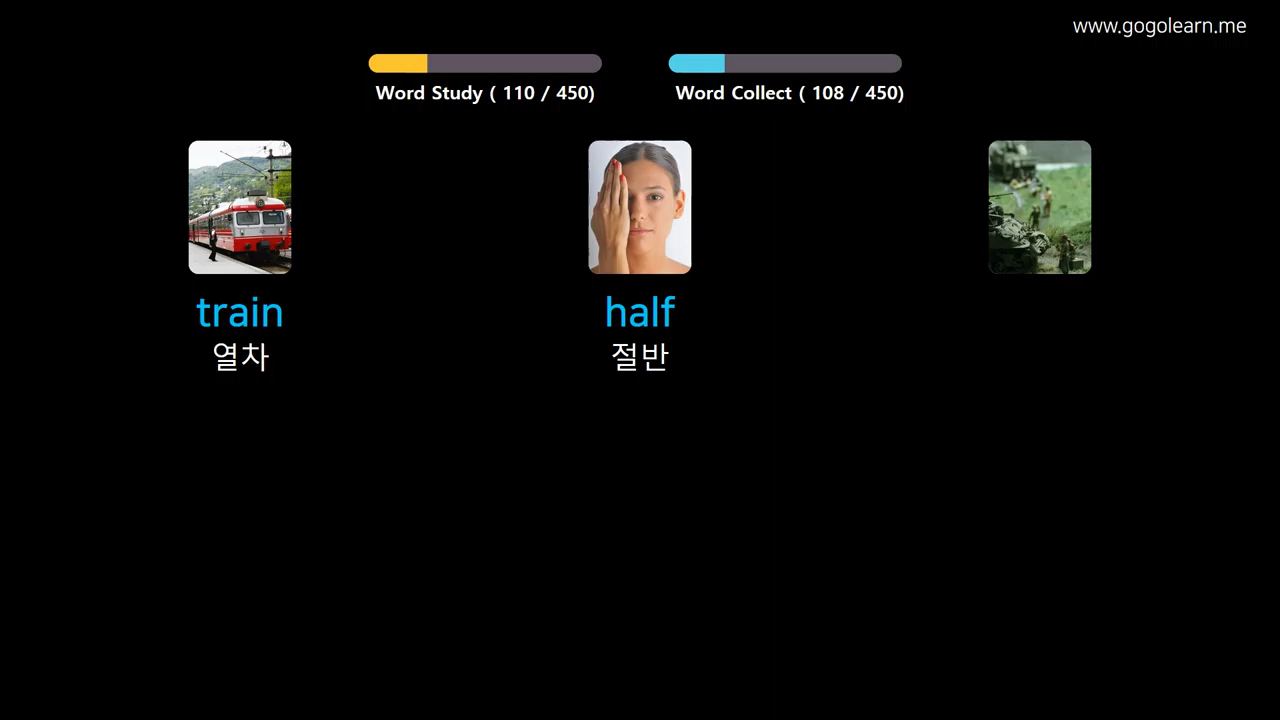 www.gogolearn.me
Word Study ( 110 / 450)
Word Collect ( 108 / 450)
train
열차
half
절반